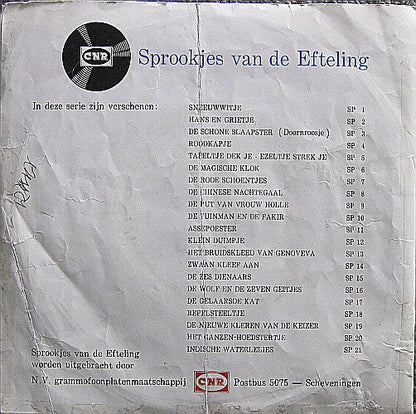 CNR
Sprookjes van de Efteling
In deze serie zijn verschenen:
SNEEUWWITJE SP 1
HANS EN GRIETJE SP 2
DE SCHONE SLAAPSTER (Doornroosje) SP 3
ROODKAPJE SP 4
TAFELTJE DEK JE - EZELTJE STREK JE SP 5
DE MAGISCHE KLOK SP 6
DE RODE SCHOENTJES SP 7
DE CHINESE NACHTEGAAL SP 8
DE PUT VAN VROUW HOLLE SP 9
DE TUINMAN EN DE FAKIR SP 10
ASSEPOESTER SP 11
KLEIN DUIMPJE SP 12
HET BRUIDSKLEED VAN GENOVEVA SP 13
ZWAAN KLEEF AAN SP 14
DE ZES DIENAARS SP 15
DE WOLF EN DE ZEVEN GEITJES SP 16
DE GELAARSDE KAT SP 17
REPELSTEELTJE SP 18
DE NIEUWE KLEREN VAN DE KEIZER SP 19
HET GANZEN-HOEDSTERTJE SP 20
INDISCHE WATERLELIES SP 21
Sprookjes van de Efteling
worden uitgebracht door
N.V. grammofoonplatenmaatschappij CNR Postbus 5075 — Scheveningen